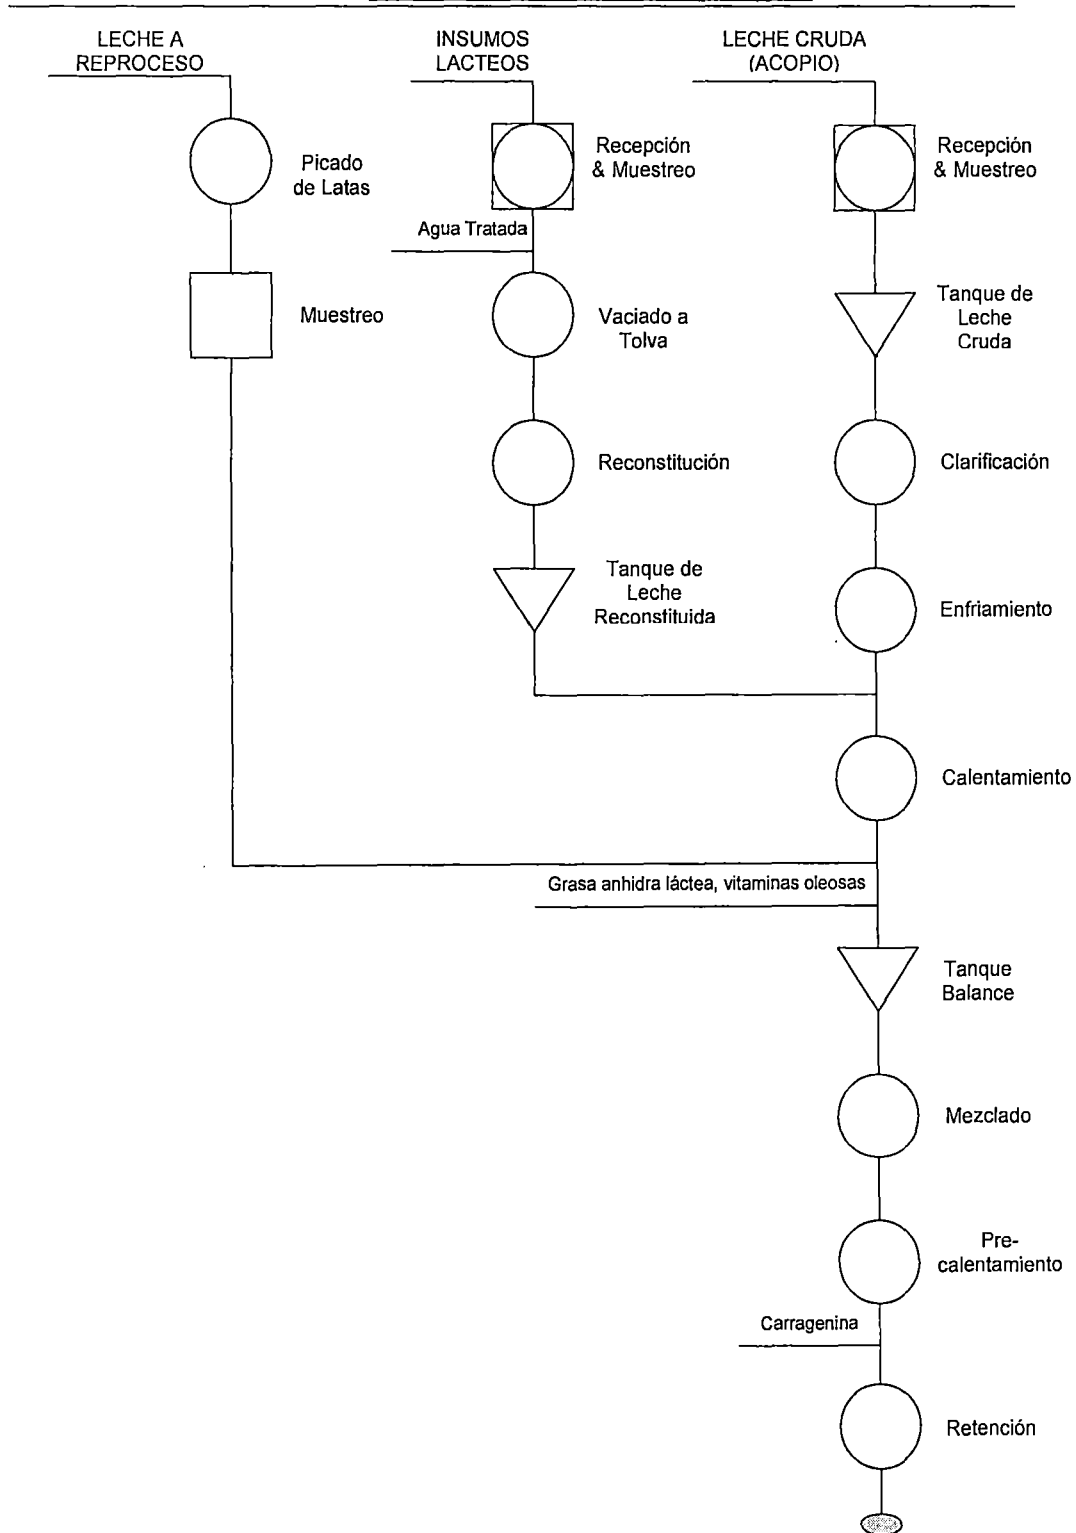 LECHE A
REPROCESO
INSUMOS
LACTEOS
LECHE CRUDA
(ACOPIO)
Picado
de Latas
Recepción
& Muestreo
Recepción
& Muestreo
Agua Tratada
Muestreo
Vaciado a
Tolva
Tanque de
Leche
Cruda
Reconstitución
Clarificación
Tanque de
Leche
Reconstituida
Enfriamiento
Calentamiento
Grasa anhidra láctea, vitaminas oleosas
Tanque
Balance
Mezclado
Pre-
calentamiento
Carragenina
Retención